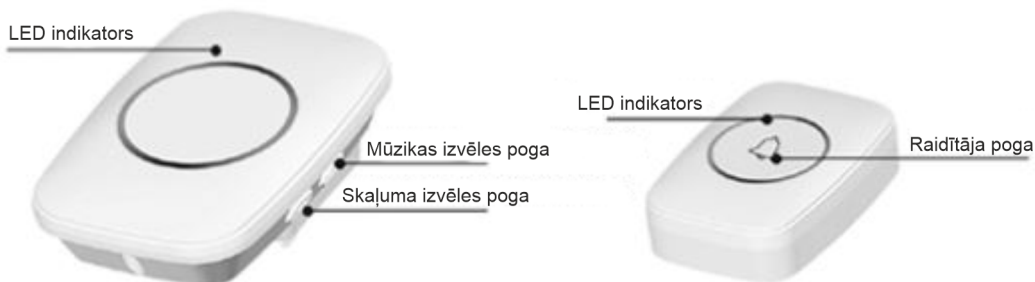 LED indikators
Mūzikas izvēles poga
Skaļuma izvēles poga
LED indikators
Raidītāja poga